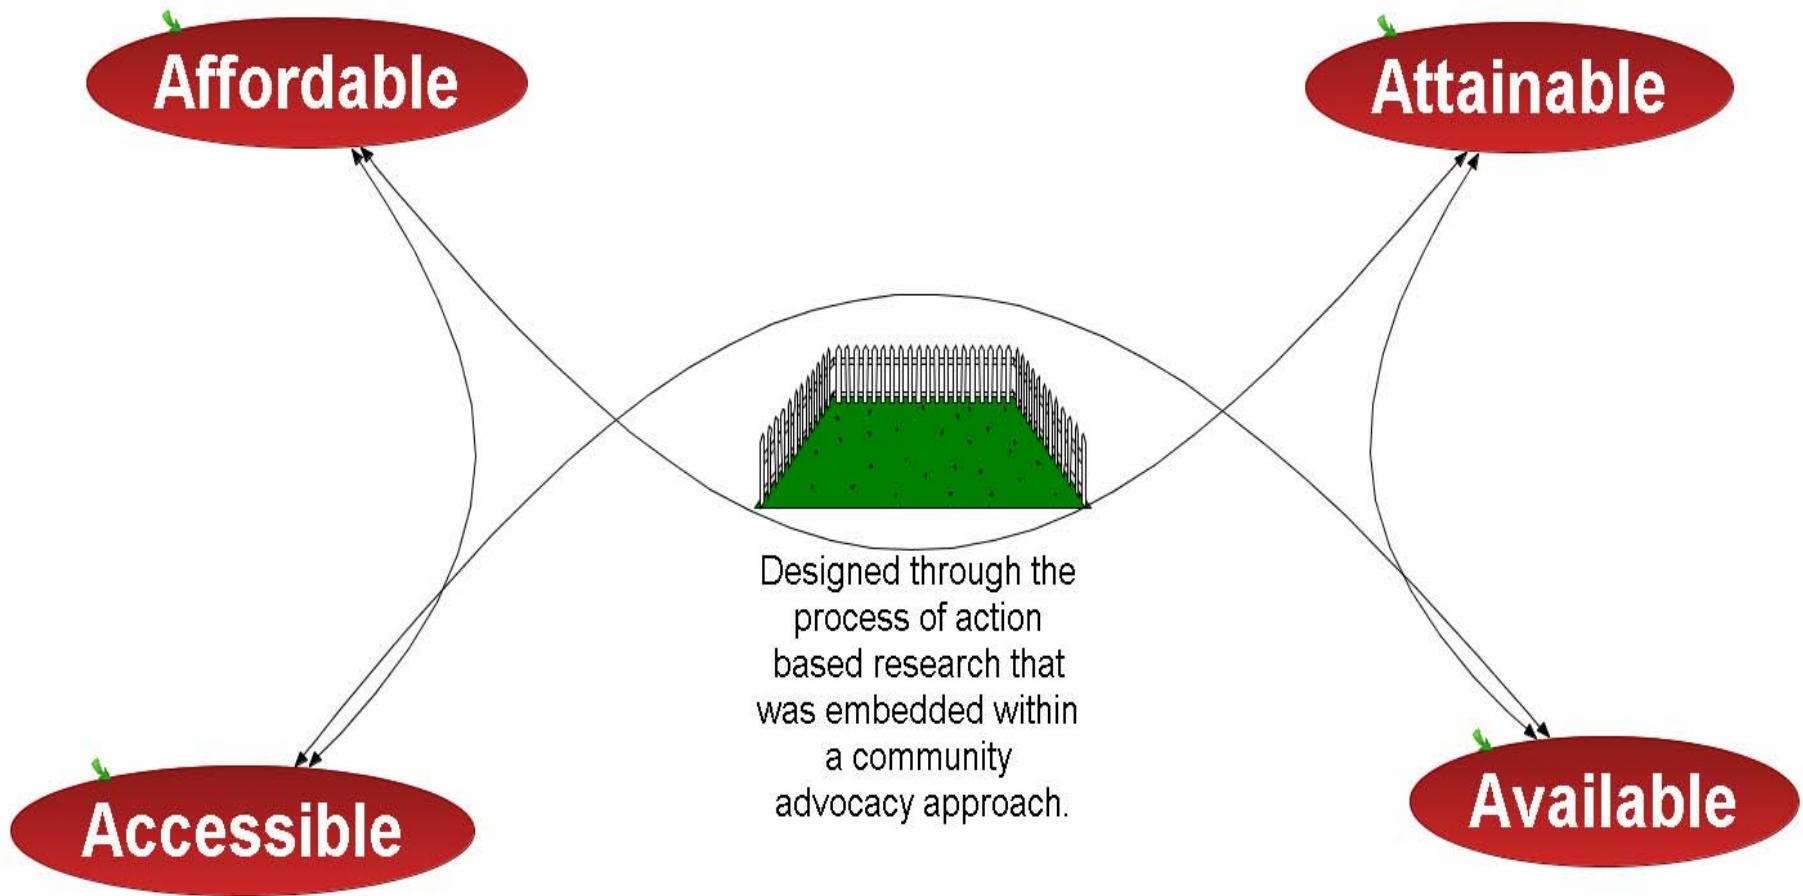 Affordable
Attainable
Designed through the
process of action
based research that
was embedded within
a community
advocacy approach.
Accessible
Available